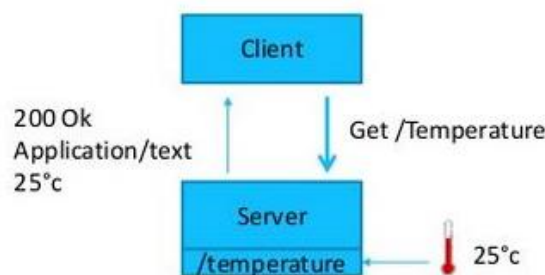 Client
200 Ok
Application/text
25°c
Get /Temperature
Server
/temperature
25°c